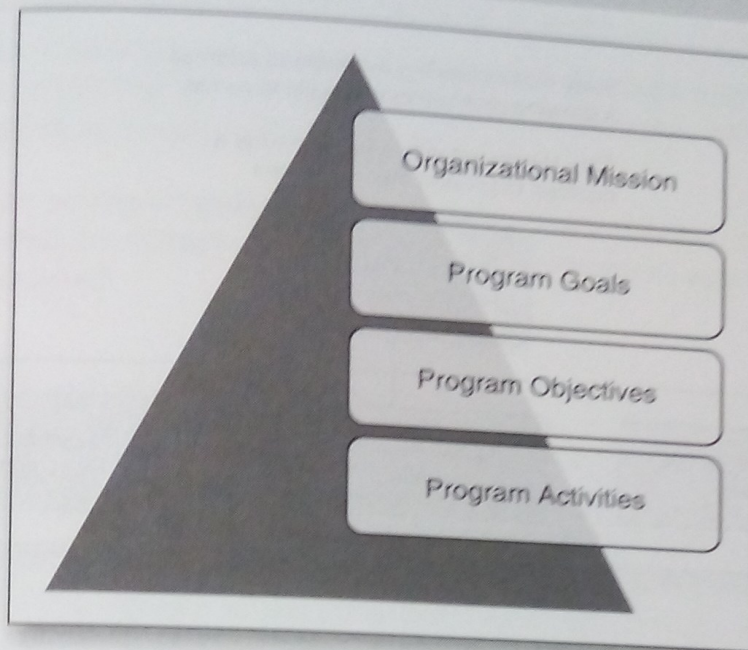 Organizational Mission
Program Goals
Program Objectives
Program Activities